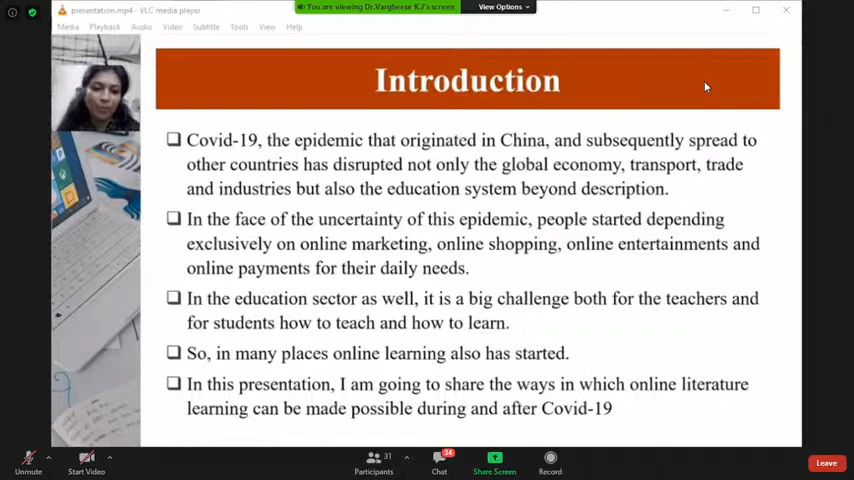 presentation.mp4 - VLC media player
You are viewing Dr.Varghese K.J's screen
View Options
Media Playback Audio Video Subtitle Tools View Help
Introduction
Covid-19, the epidemic that originated in China, and subsequently spread to
other countries has disrupted not only the global economy, transport, trade
and industries but also the education system beyond description.
In the face of the uncertainty of this epidemic, people started depending
exclusively on online marketing, online shopping, online entertainments and
online payments for their daily needs.
In the education sector as well, it is a big challenge both for the teachers and
for students how to teach and how to learn.
So, in many places online learning also has started.
In this presentation, I am going to share the ways in which online literature
learning can be made possible during and after Covid-19
31
34
Unmute Start Video Participants Chat Share Screen Record Leave